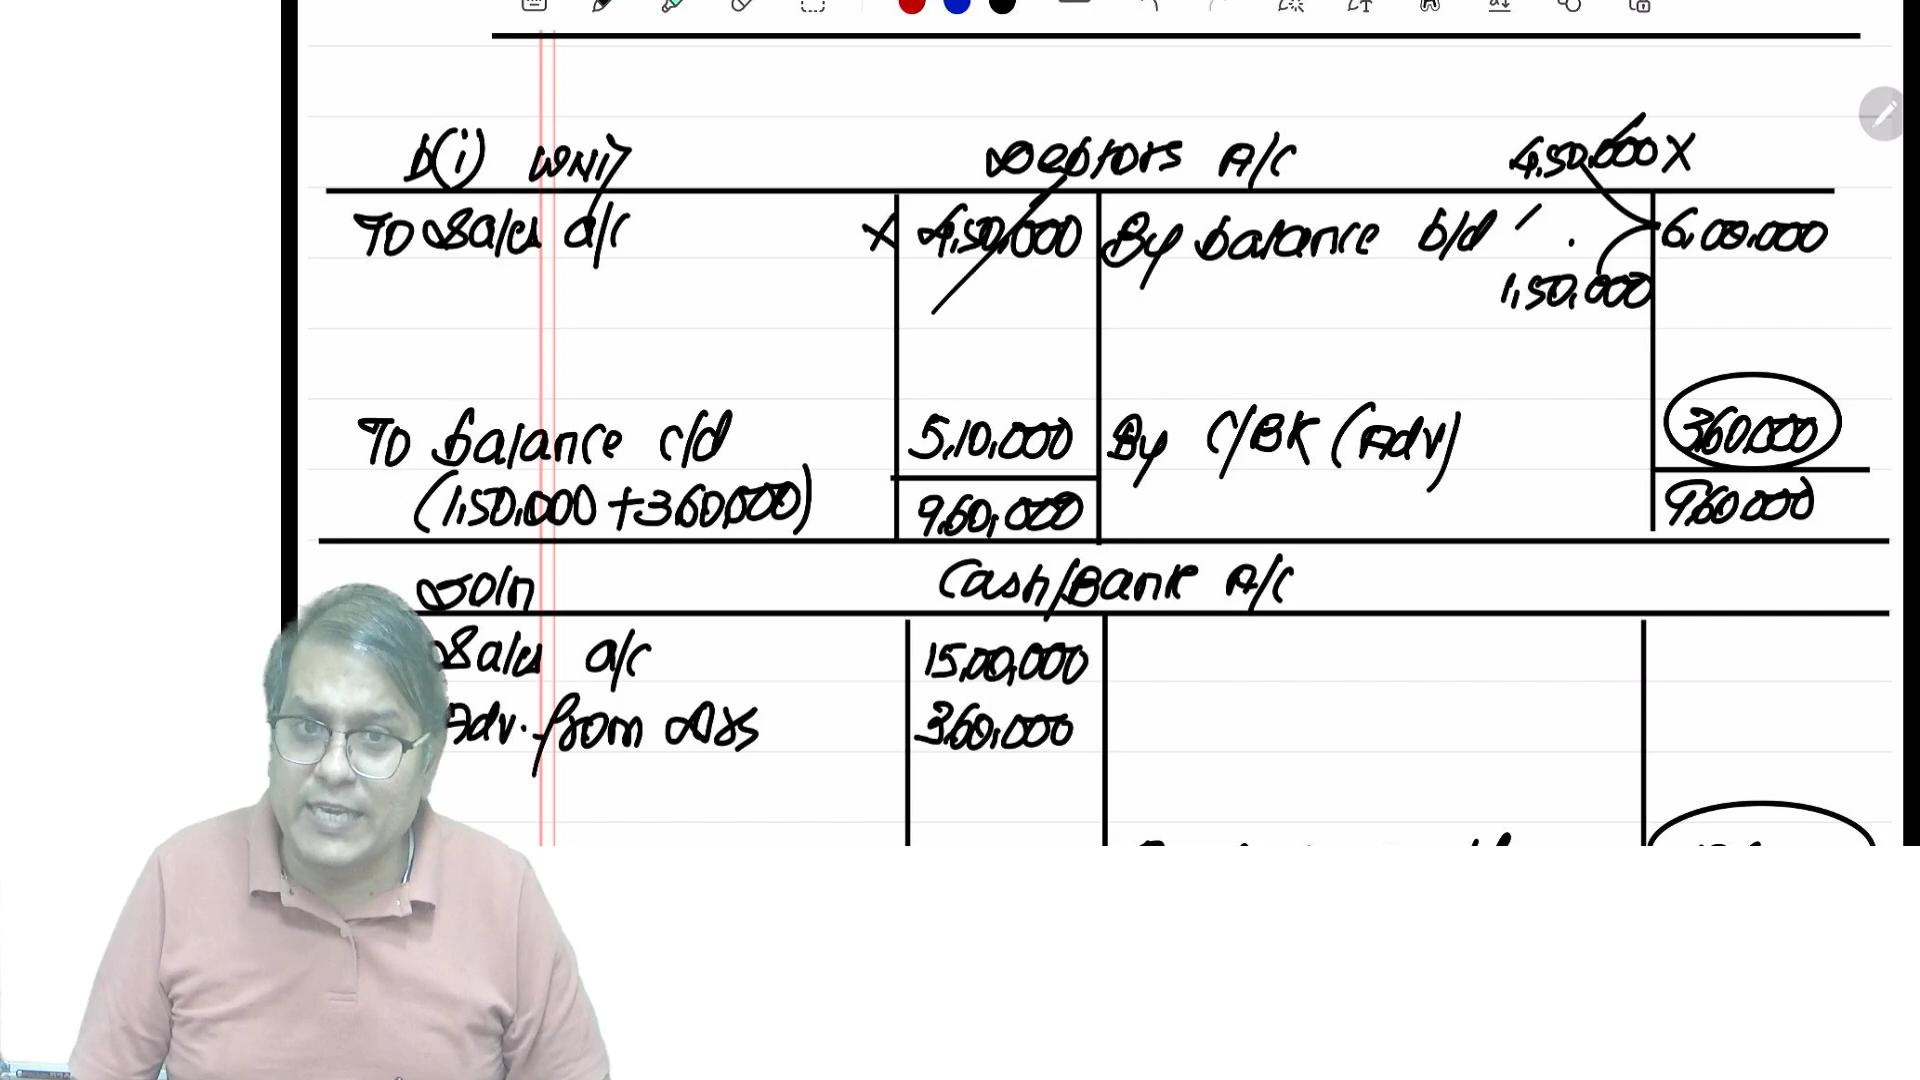 b(i) WN17 Debtors A/C 4,50,000 X
To Sales a/c X 4,50,000 By balance b/d 6,00,000
1,50,000
To balance c/d 5,10,000 By C/BK (Adv) 3,60,000
(1,50,000 + 3,60,000) 9,60,000 9,60,000
Soln Cash/Bank A/C
Sales a/c 15,00,000
Adv. from Drs 3,60,000